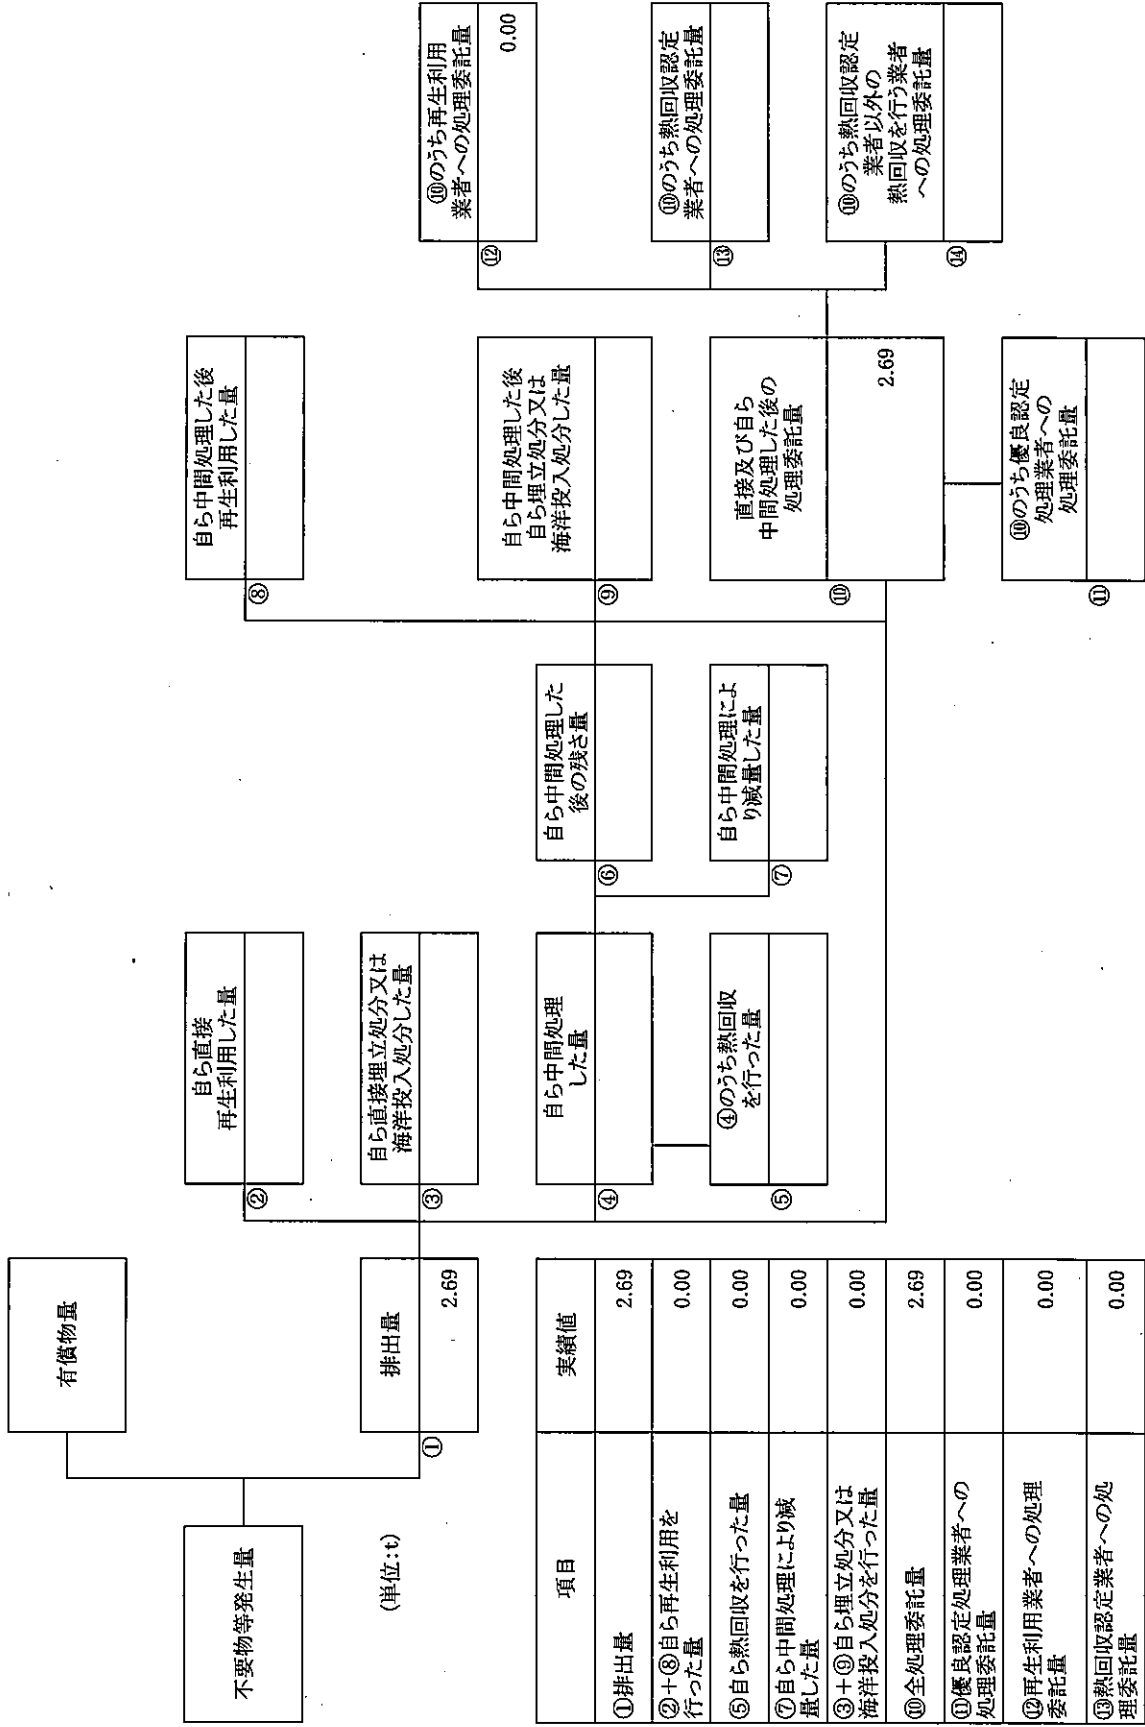 不要物等発生量
有償物量
(単位:t)
①
排出量
2.69
②
自ら直接
再生利用した量
③
自ら直接埋立処分又は
海洋投入処分した量
④
自ら中間処理
した量
⑤
④のうち熱回収
を行った量
⑥
自ら中間処理した
後の残さ量
⑦
自ら中間処理によ
り減量した量
⑧
自ら中間処理した後
再生利用した量
⑨
自ら中間処理した後
自ら埋立処分又は
海洋投入処分した量
⑩
直接及び自ら
中間処理した後の
処理委託量
2.69
⑪
⑩のうち優良認定
処理業者への
処理委託量
⑫
⑩のうち再生利用
業者への処理委託量
0.00
⑬
⑩のうち熱回収認定
業者への処理委託量
⑭
⑩のうち熱回収認定
業者以外の
熱回収を行う業者
への処理委託量
項目 実績値
①排出量 2.69
②+⑧自ら再生利用を
行った量 0.00
⑤自ら熱回収を行った量 0.00
⑦自ら中間処理により減
量した量 0.00
③+⑨自ら埋立処分又は
海洋投入処分を行った量 0.00
⑩全処理委託量 2.69
⑪優良認定処理業者への
処理委託量 0.00
⑫再生利用業者への処理
委託量 0.00
⑬熱回収認定業者への処
理委託量 0.00